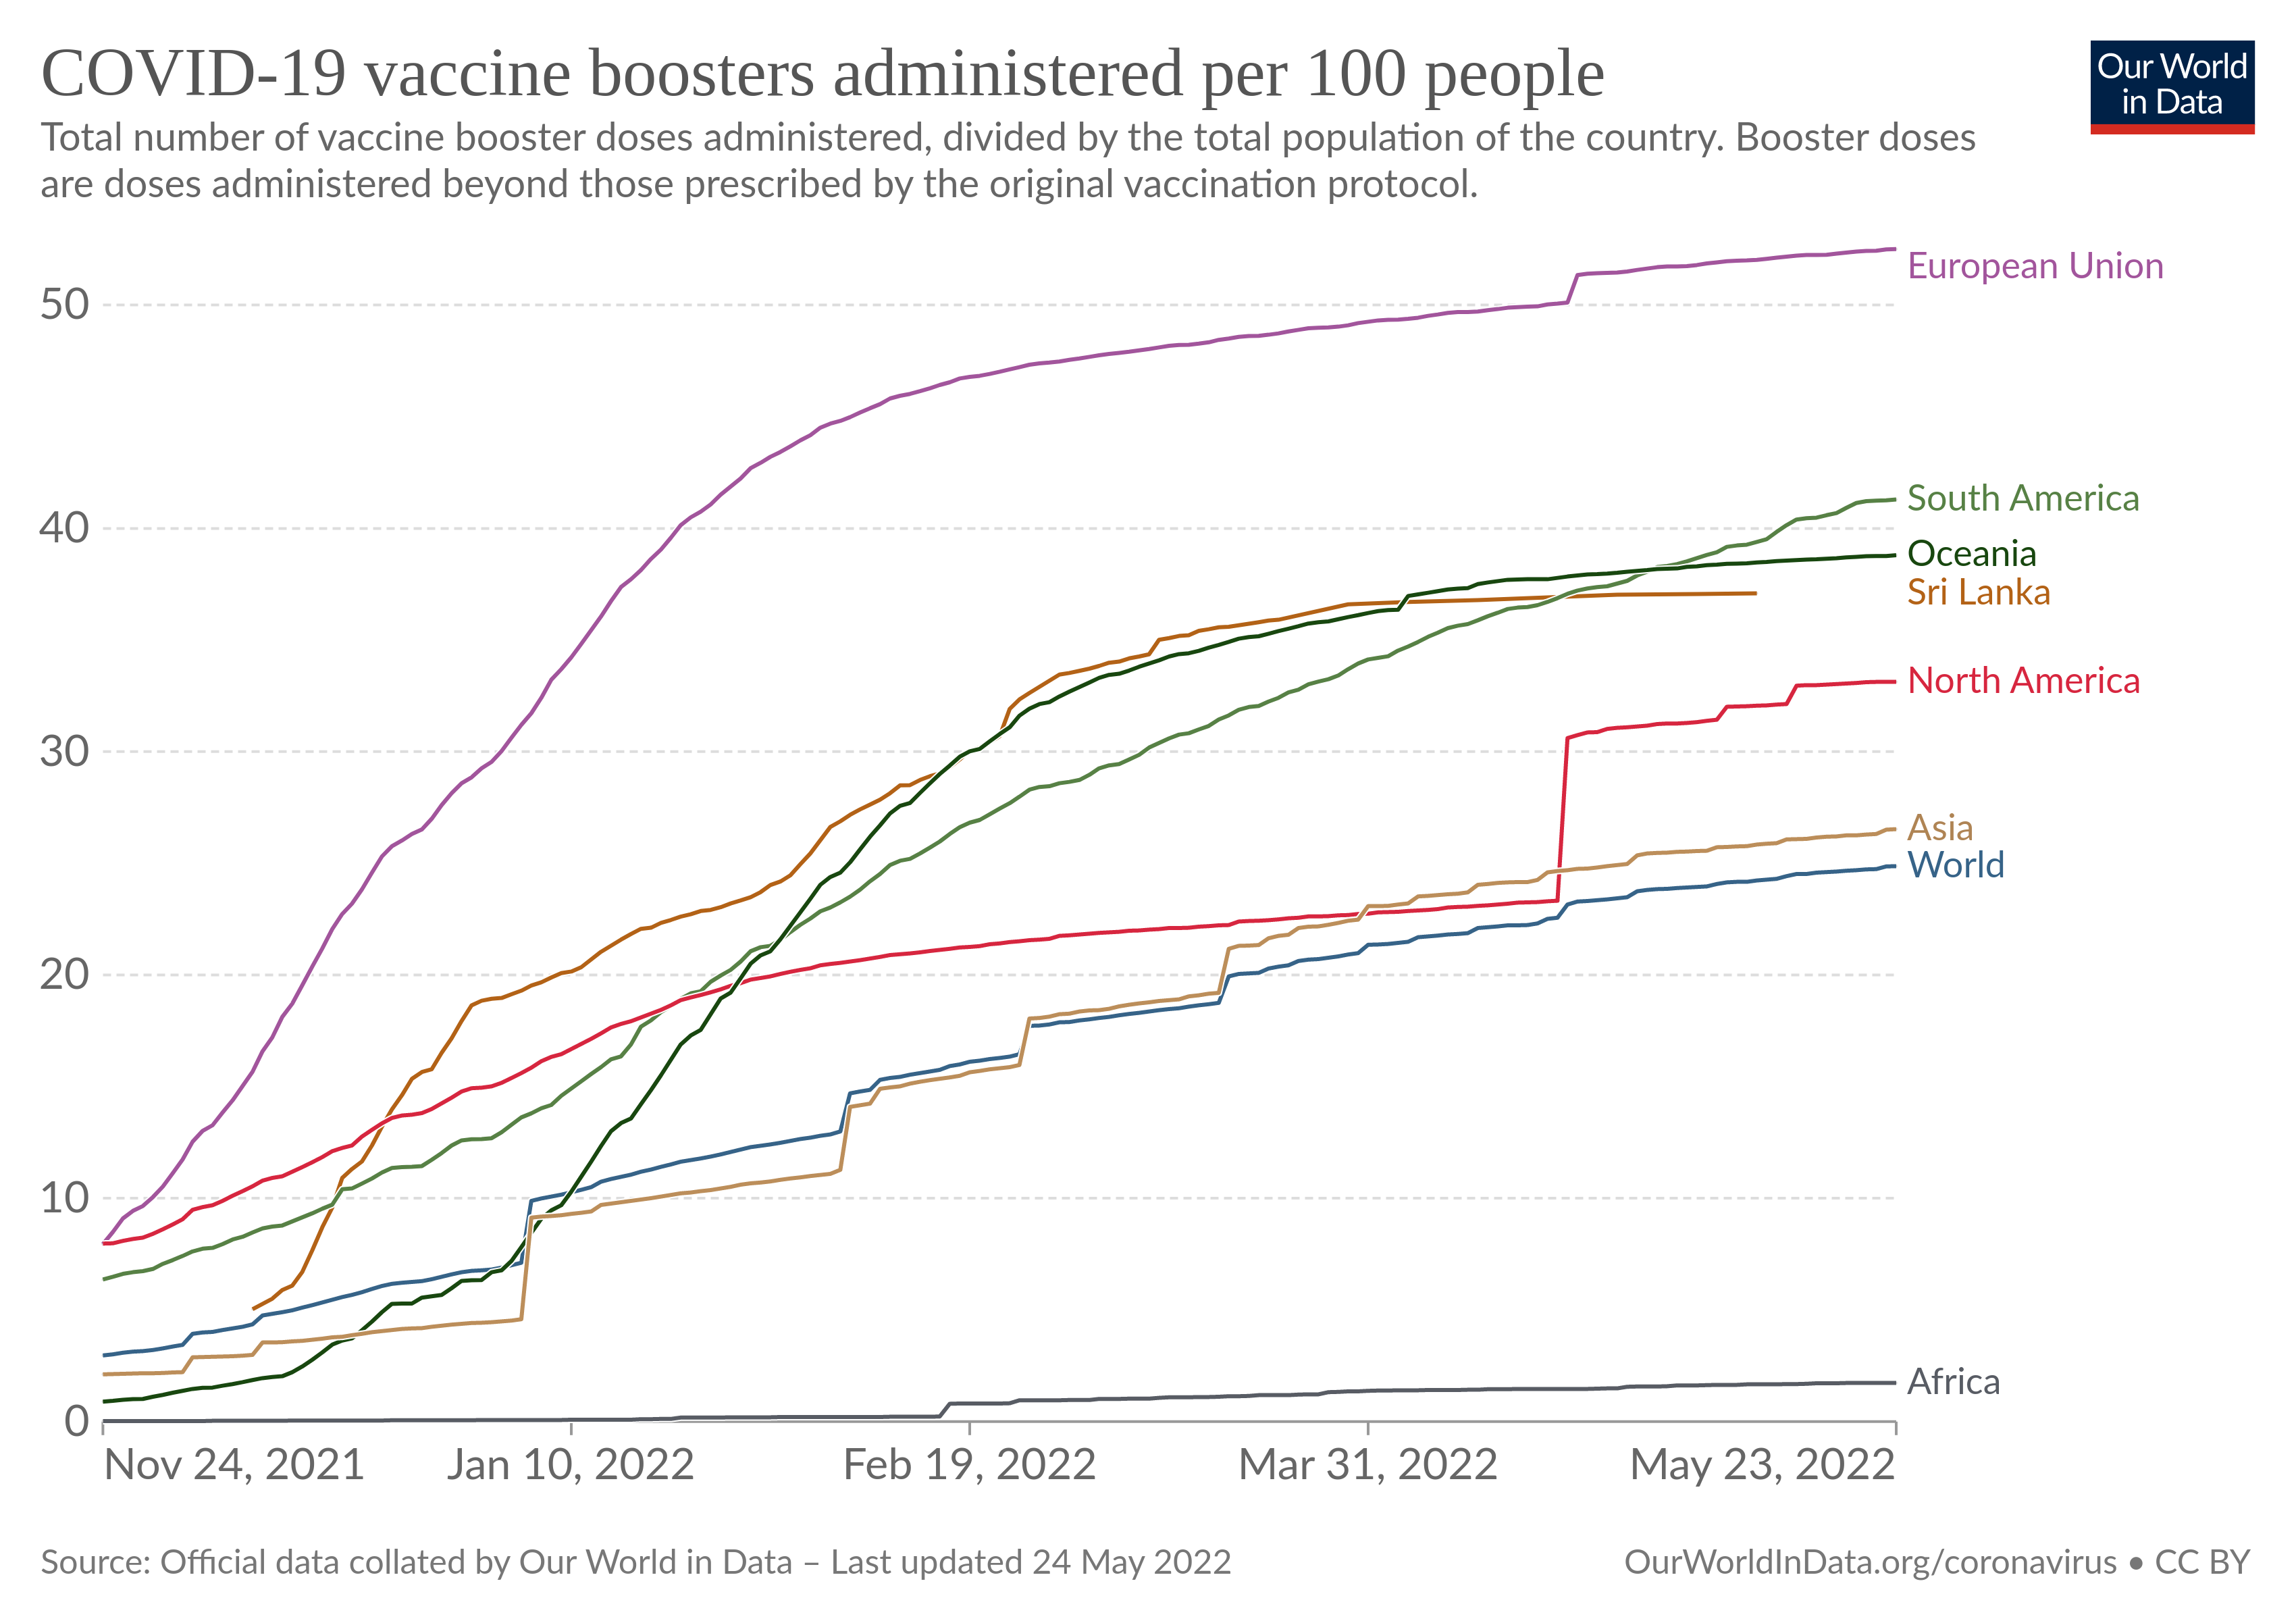 COVID-19 vaccine boosters administered per 100 people
Our World
in Data
Total number of vaccine booster doses administered, divided by the total population of the country. Booster doses
are doses administered beyond those prescribed by the original vaccination protocol.
European Union
50
South America
40
Oceania
Sri Lanka
North America
30
Asia
World
20
10
Africa
0
Nov 24, 2021 Jan 10, 2022 Feb 19, 2022 Mar 31, 2022 May 23, 2022
Source: Official data collated by Our World in Data – Last updated 24 May 2022
OurWorldInData.org/coronavirus • CC BY